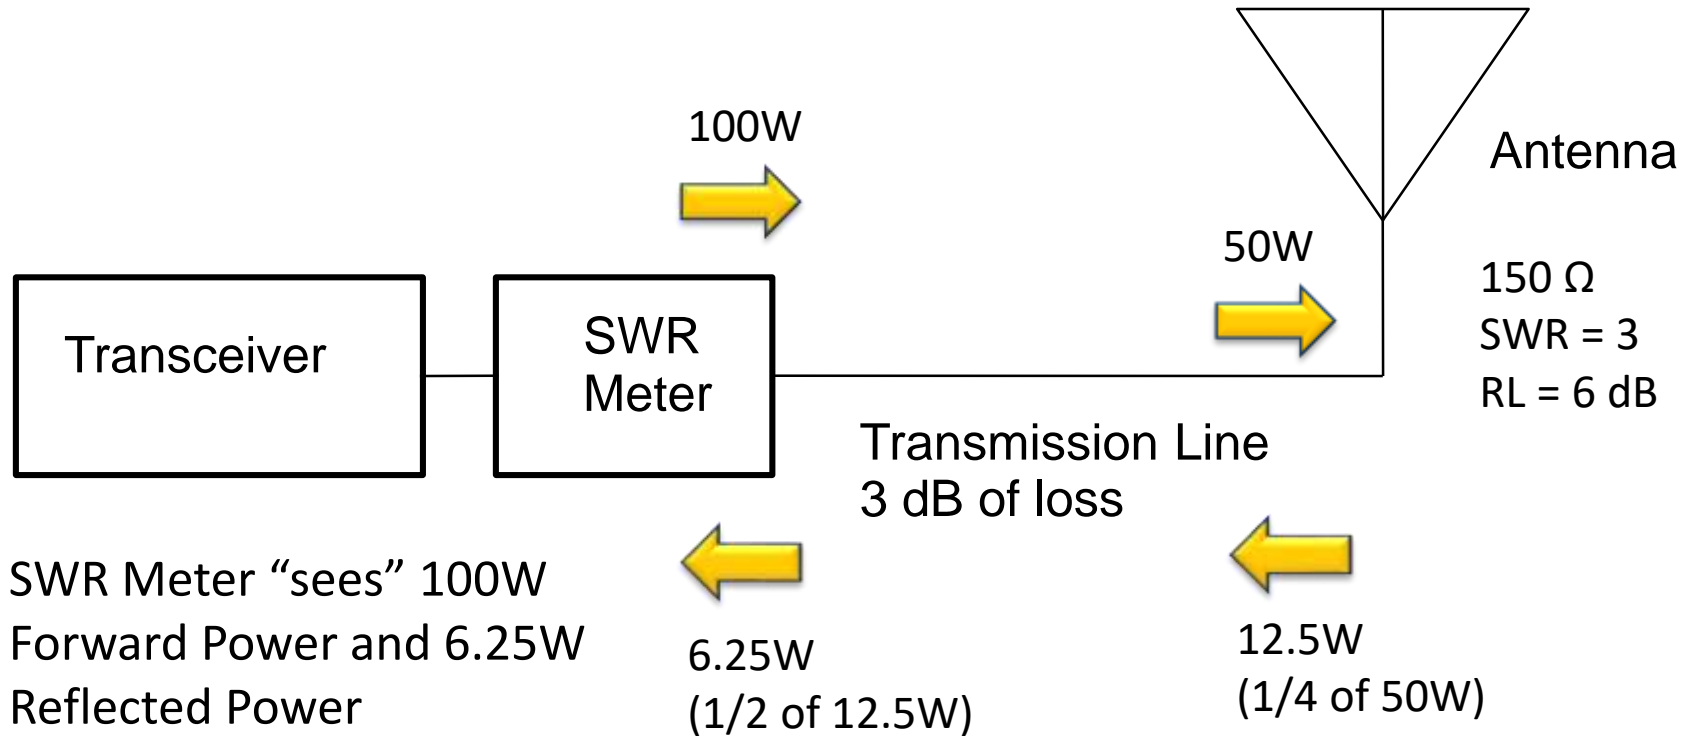 100W
Antenna
50W
150 Ω
SWR = 3
RL = 6 dB
Transceiver
SWR
Meter
Transmission Line
3 dB of loss
SWR Meter “sees” 100W
Forward Power and 6.25W
Reflected Power
6.25W
(1/2 of 12.5W)
12.5W
(1/4 of 50W)